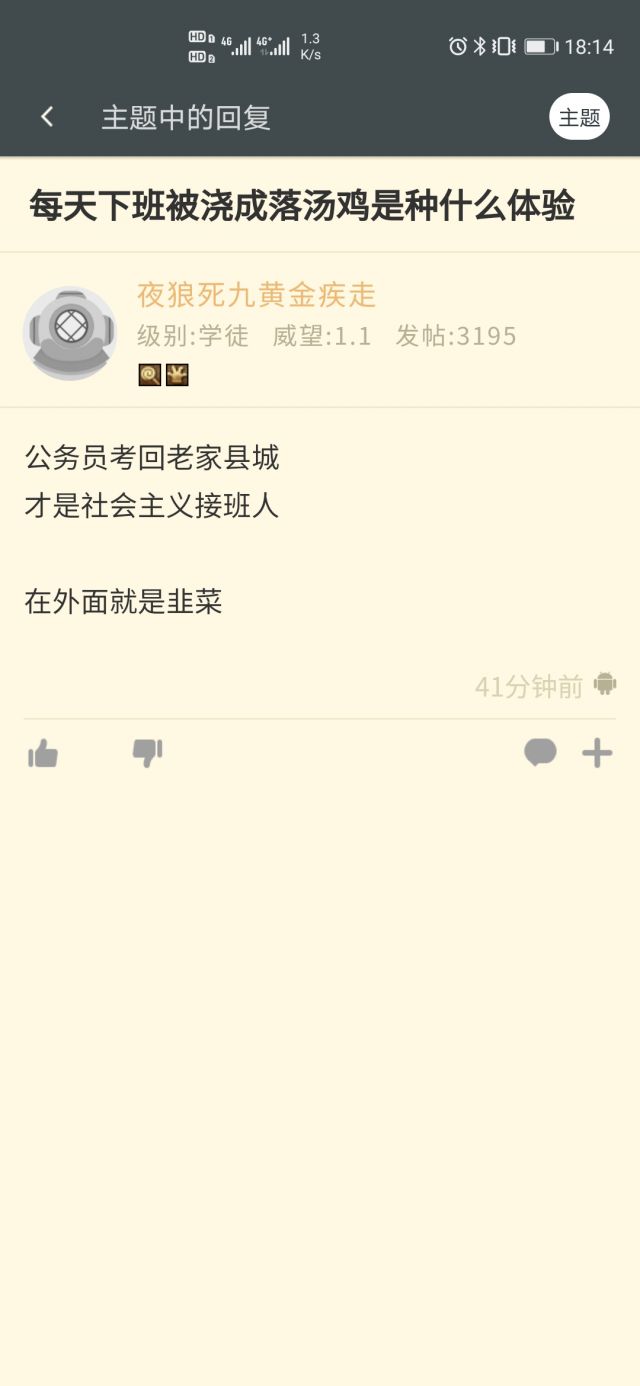 HD 1 4G 4G+ 1.3 18:14
HD 2 K/s
主题中的回复 主题
每天下班被浇成落汤鸡是种什么体验
夜狼死九黄金疾走
级别:学徒 威望:1.1 发帖:3195
公务员考回老家县城
才是社会主义接班人
在外面就是韭菜
41分钟前